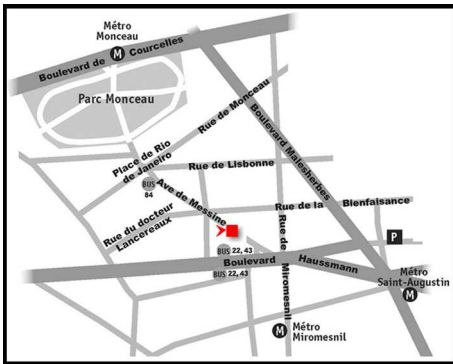 Métro
Monceau
M
Boulevard de Courcelles
Parc Monceau
Rue de Monceau
Boulevard Malesherbes
Place de Rio
de Janeiro
Rue de Lisbonne
BUS
84
Ave de Messine
Rue de la Bienfaisance
Rue du docteur
Lancereaux
Rue de Miromesnil
P
BUS 22, 43
Boulevard Haussmann
BUS 22, 43
Métro
Saint-Augustin
M
M Métro
Miromesnil